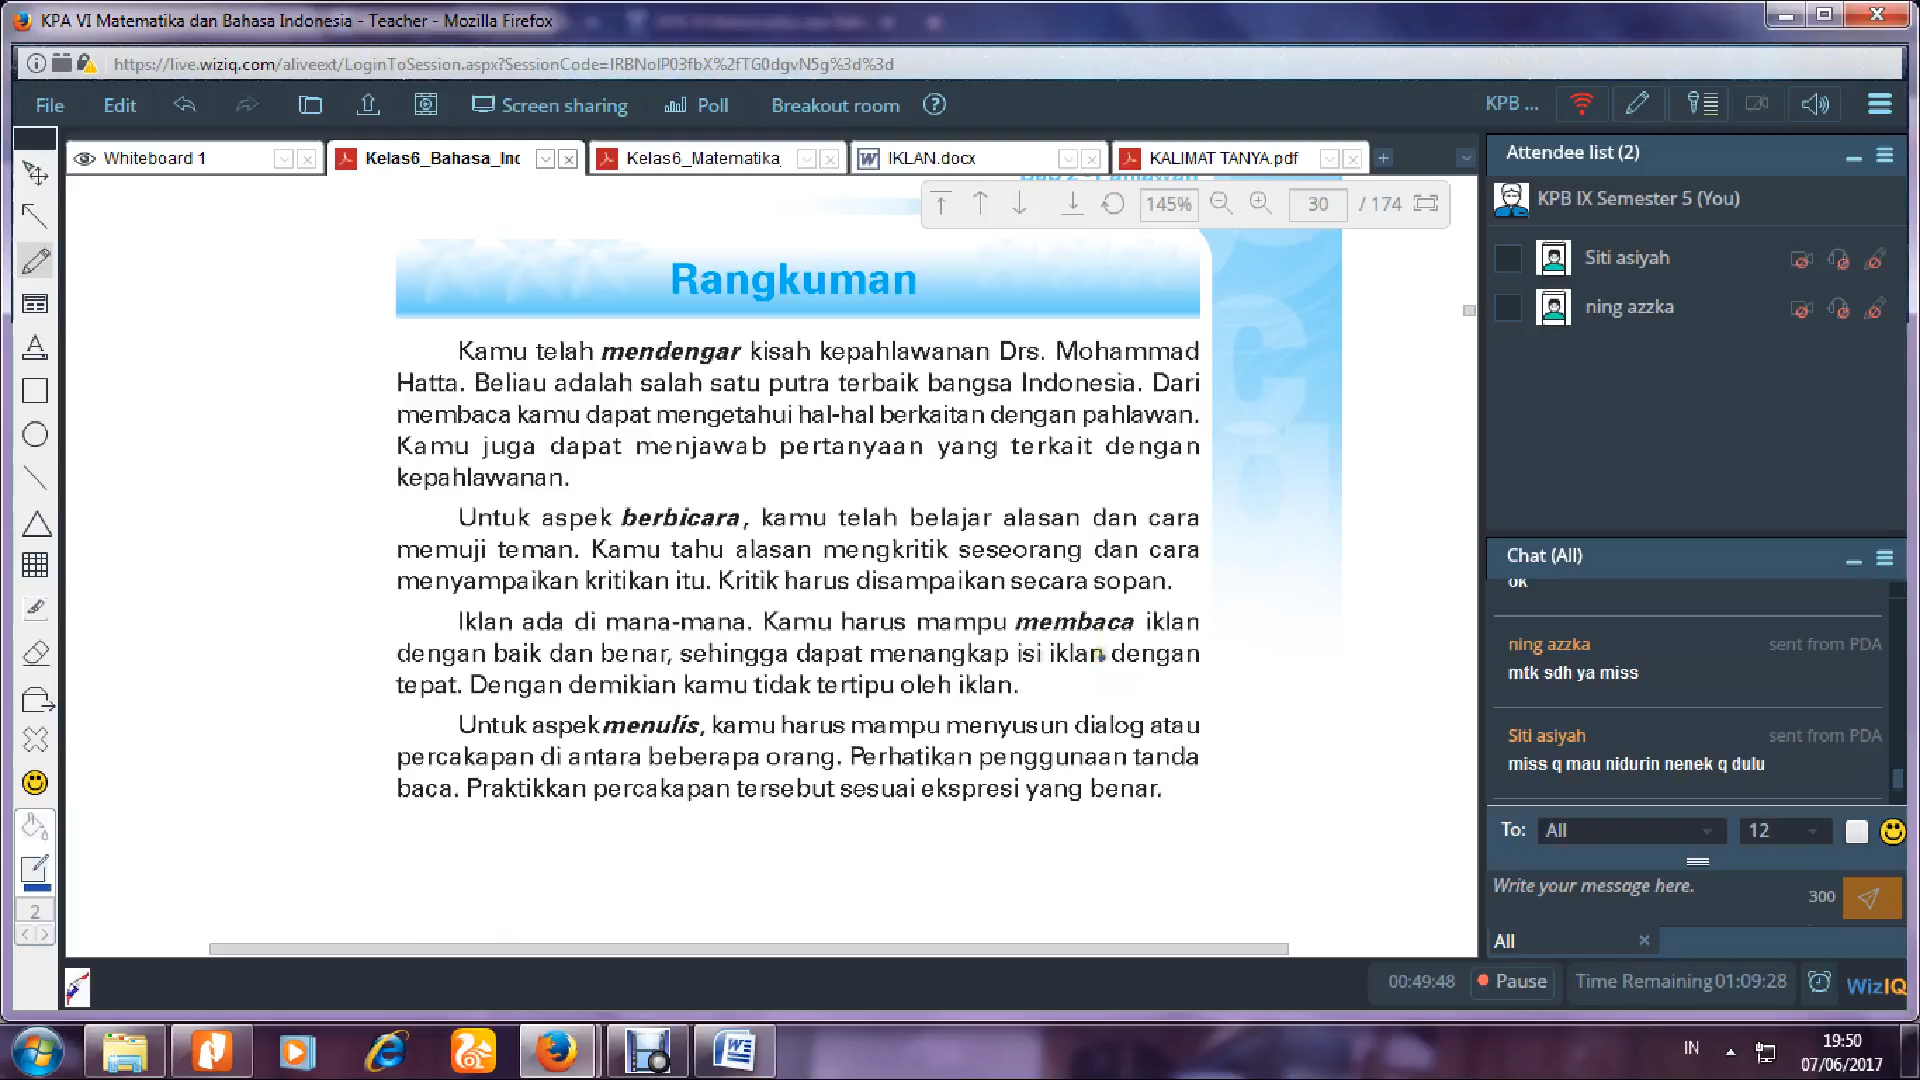 KPA VI Matematika dan Bahasa Indonesia - Teacher - Mozilla Firefox
https://live.wiziq.com/aliveext/LoginToSession.aspx?SessionCode=IRBNolP03fbX%2fTG0dgvN5g%3d%3d
File Edit Screen sharing Poll Breakout room KPB ...
Whiteboard 1 Kelas6_Bahasa_Inc Kelas6_Matematika_ IKLAN.docx KALIMAT TANYA.pdf
145% 30 / 174
Rangkuman
Kamu telah mendengar kisah kepahlawanan Drs. Mohammad
Hatta. Beliau adalah salah satu putra terbaik bangsa Indonesia. Dari
membaca kamu dapat mengetahui hal-hal berkaitan dengan pahlawan.
Kamu juga dapat menjawab pertanyaan yang terkait dengan
kepahlawanan.
Untuk aspek berbicara, kamu telah belajar alasan dan cara
memuji teman. Kamu tahu alasan mengkritik seseorang dan cara
menyampaikan kritikan itu. Kritik harus disampaikan secara sopan.
Iklan ada di mana-mana. Kamu harus mampu membaca iklan
dengan baik dan benar, sehingga dapat menangkap isi iklan dengan
tepat. Dengan demikian kamu tidak tertipu oleh iklan.
Untuk aspek menulis, kamu harus mampu menyusun dialog atau
percakapan di antara beberapa orang. Perhatikan penggunaan tanda
baca. Praktikkan percakapan tersebut sesuai ekspresi yang benar.
2
Attendee list (2)
KPB IX Semester 5 (You)
Siti asiyah
ning azzka
Chat (All)
ok
ning azzka sent from PDA
mtk sdh ya miss
Siti asiyah sent from PDA
miss q mau nidurin nenek q dulu
To: All 12
Write your message here. 300
All
00:49:48 Pause Time Remaining 01:09:28 WizIQ
IN 19:50
07/06/2017